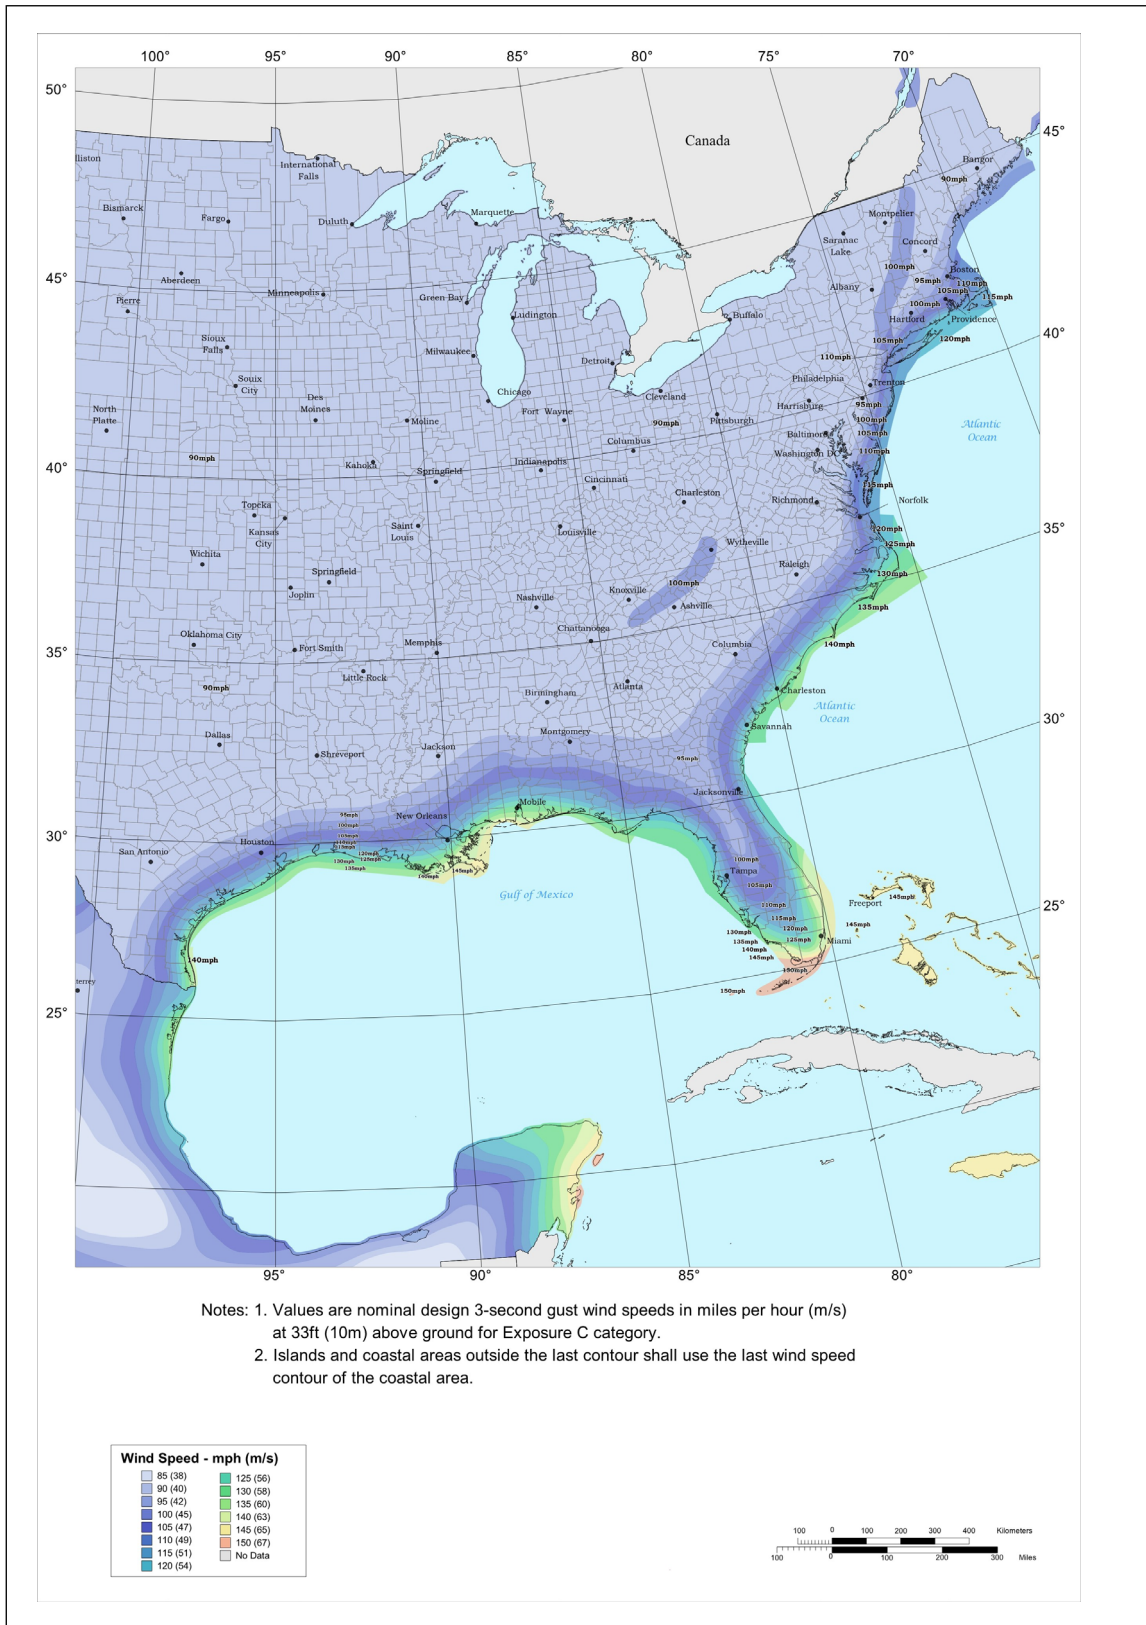 100° 95° 90° 85° 80° 75° 70°
50°
45°
40°
35°
30°
25°
45°
40°
35°
30°
25°
95° 90° 85° 80°
Canada
International
Falls
Bismarck
Fargo
Duluth
Marquette
Bangor
90mph
Montpelier
Saranac
Lake
Concord
Aberdeen
Pierre
Minneapolis
Green Bay
Ludington
Buffalo
Albany
100mph
95mph
Boston
110mph
105mph
115mph
100mph
Hartford
Providence
120mph
105mph
110mph
Sioux
Falls
Souix
City
Milwaukee
Detroit
Chicago
Cleveland
Philadelphia
Trenton
Harrisburg
95mph
100mph
105mph
110mph
115mph
North
Platte
Des
Moines
Moline
Fort Wayne
90mph
Pittsburgh
Baltimore
Washington DC
Atlantic
Ocean
90mph
Kahoka
Springfield
Indianapolis
Columbus
Cincinnati
Charleston
Richmond
Norfolk
120mph
125mph
130mph
135mph
140mph
Topeka
Kansas
City
Saint
Louis
Louisville
Wytheville
Wichita
Springfield
Joplin
Nashville
Knoxville
100mph
Ashville
Raleigh
Chattanooga
Oklahoma City
Fort Smith
Memphis
Columbia
Little Rock
90mph
Birmingham
Atlanta
Charleston
Atlantic
Ocean
Savannah
Dallas
Shreveport
Jackson
Montgomery
95mph
Jacksonville
Mobile
New Orleans
95mph
100mph
105mph
110mph
115mph
120mph
125mph
130mph
135mph
140mph
145mph
San Antonio
Houston
Gulf of Mexico
100mph
Tampa
105mph
110mph
115mph
120mph
125mph
130mph
135mph
140mph
145mph
150mph
150mph
Miami
Freeport
145mph
145mph
140mph
Notes: 1. Values are nominal design 3-second gust wind speeds in miles per hour (m/s)
at 33ft (10m) above ground for Exposure C category.
2. Islands and coastal areas outside the last contour shall use the last wind speed
contour of the coastal area.
Wind Speed - mph (m/s)
85 (38)
90 (40)
95 (42)
100 (45)
105 (47)
110 (49)
115 (51)
120 (54)
125 (56)
130 (58)
135 (60)
140 (63)
145 (65)
150 (67)
No Data
100 0 100 200 300 400 Kilometers
100 0 100 200 300 Miles